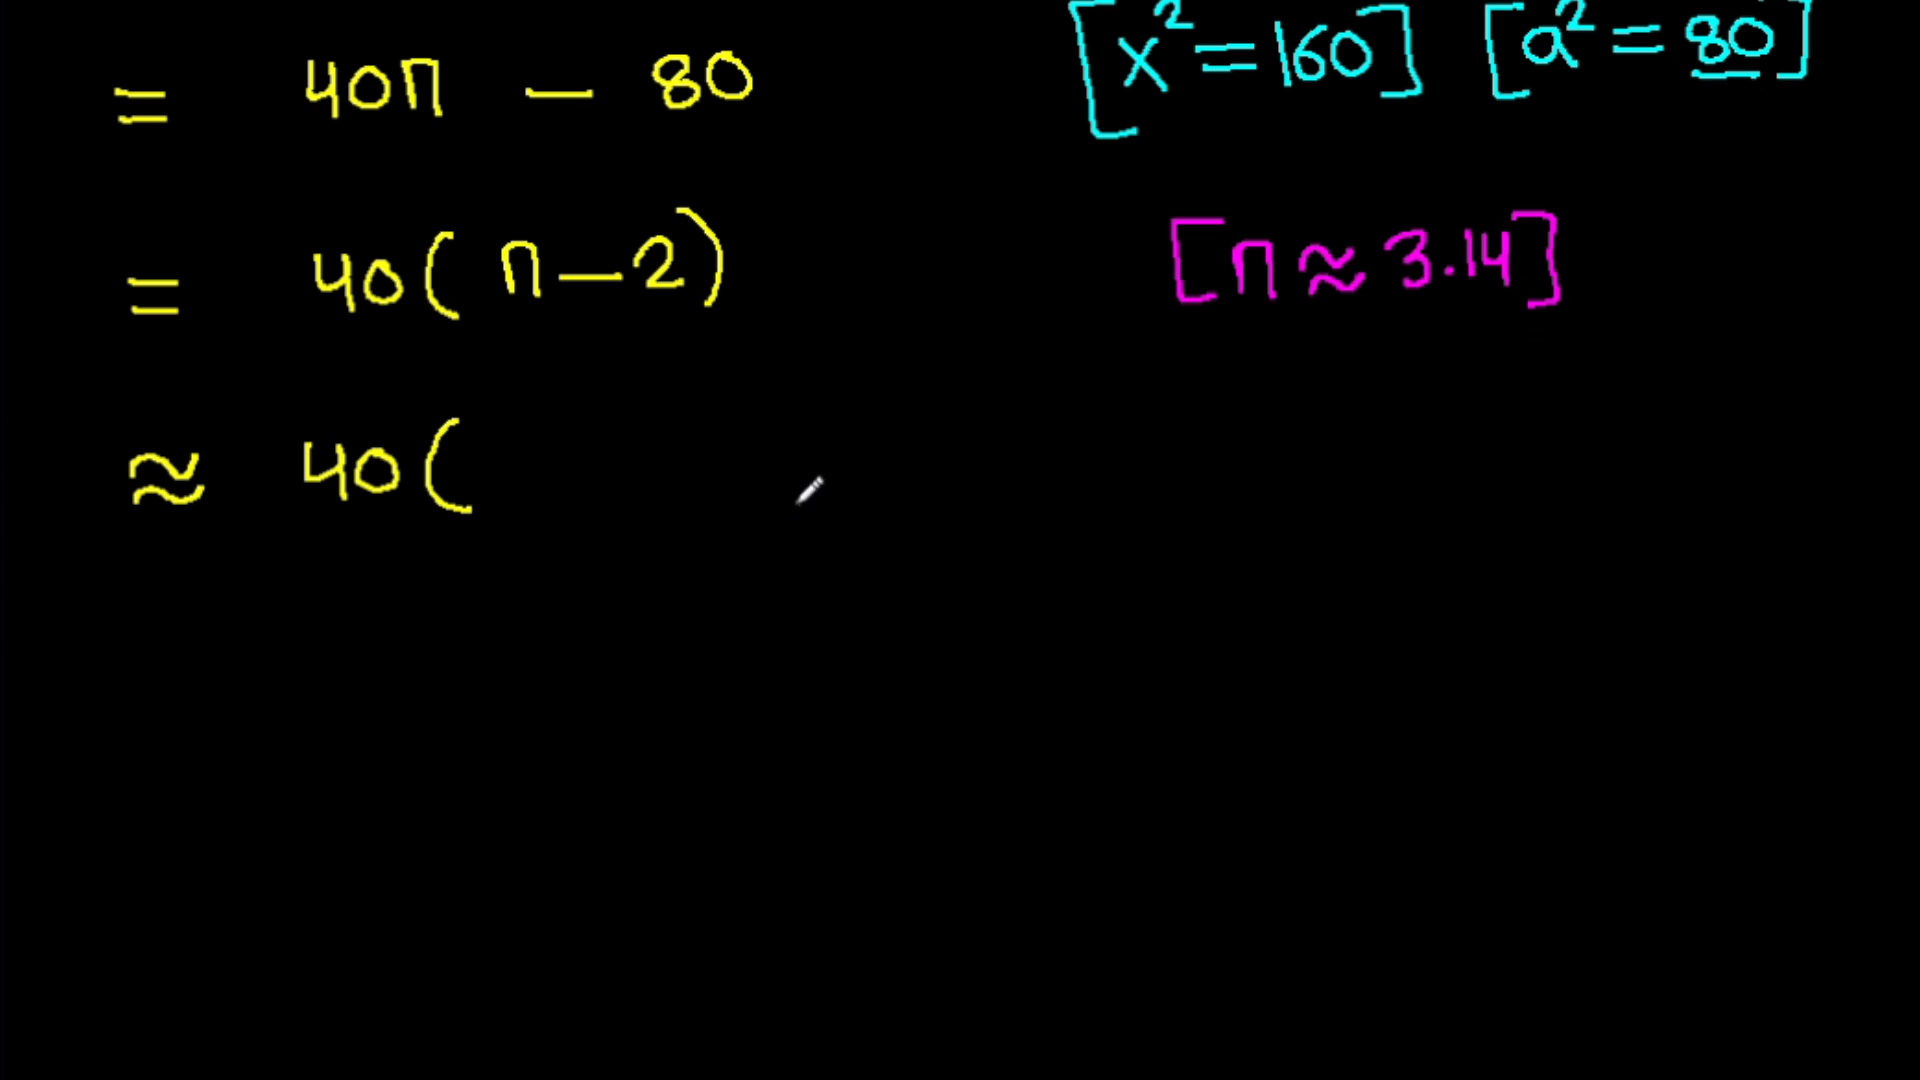 = 40π - 80
[x² = 160] [a² = 80]
= 40(π - 2)
[π ≈ 3.14]
≈ 40(